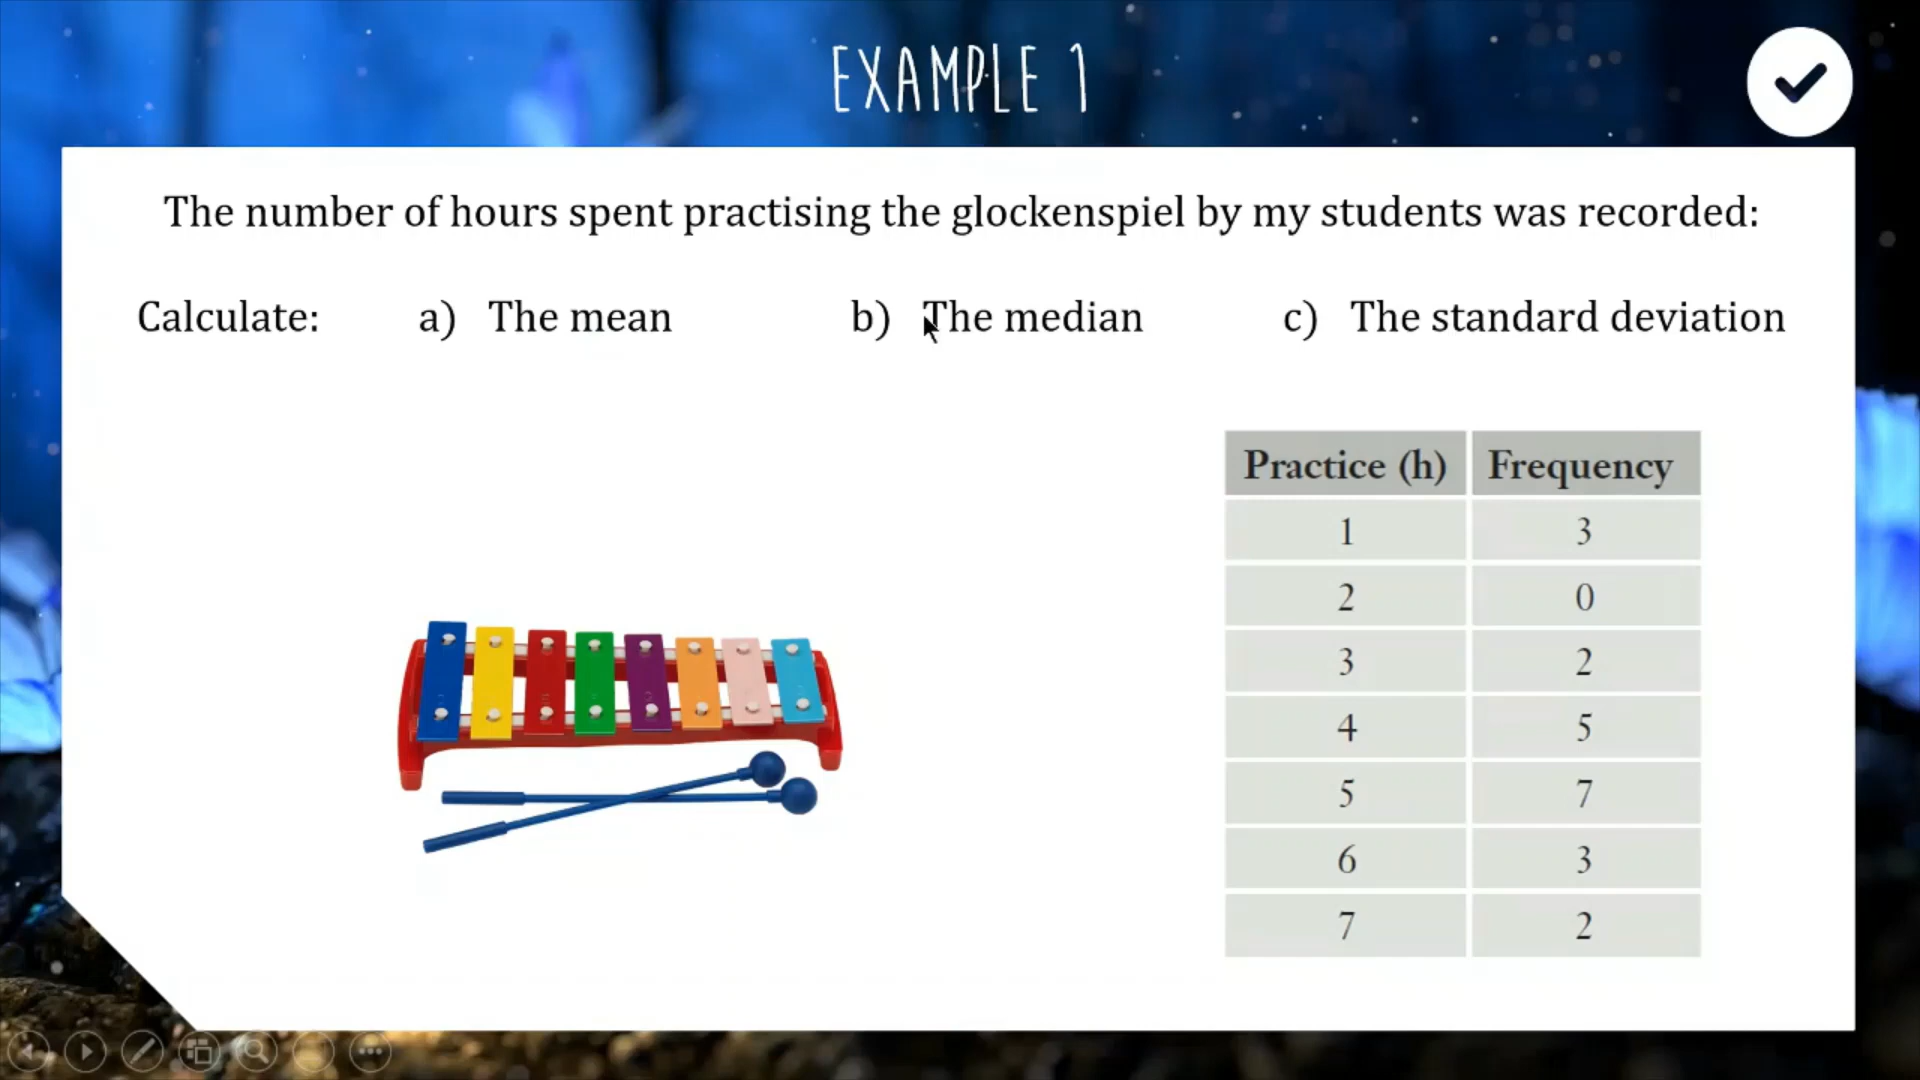 EXAMPLE 1
The number of hours spent practising the glockenspiel by my students was recorded:
Calculate: a) The mean b) The median c) The standard deviation
Practice (h) Frequency
1 3
2 0
3 2
4 5
5 7
6 3
7 2